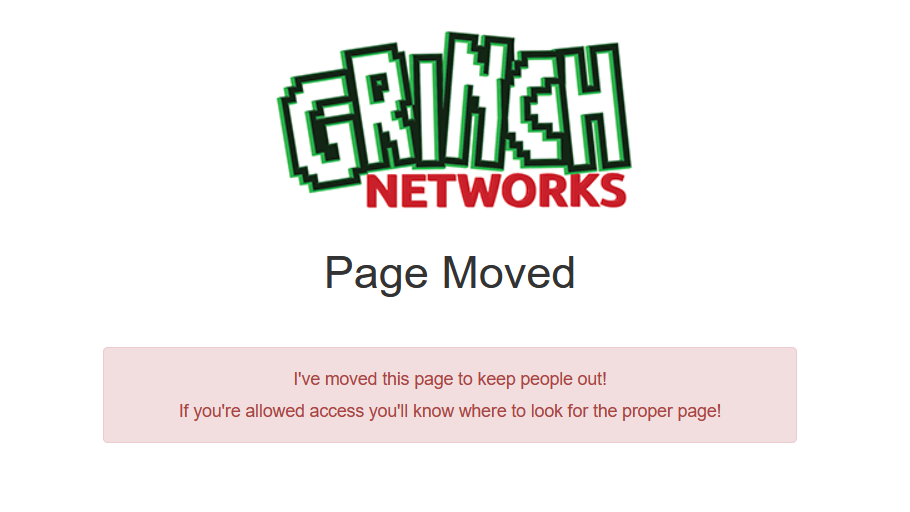 GRINCH
NETWORKS
Page Moved
I've moved this page to keep people out!
If you're allowed access you'll know where to look for the proper page!